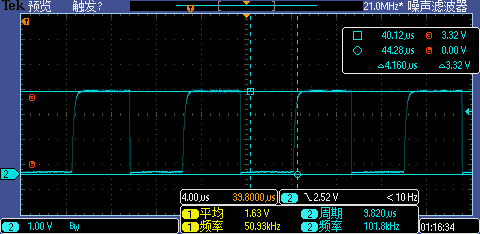 Tek 预览 触发? 21.0MHz* 噪声滤波器
T
40.12μs 3.32 V
44.28μs 0.00 V
△4.160μs △3.32 V
2
4.00μs 39.8000μs 2 2.52 V <10 Hz
1 平均 1.63 V 2 周期 9.820μs
1 频率 50.93kHz 2 频率 101.8kHz
2 1.00 V BW 01:16:34